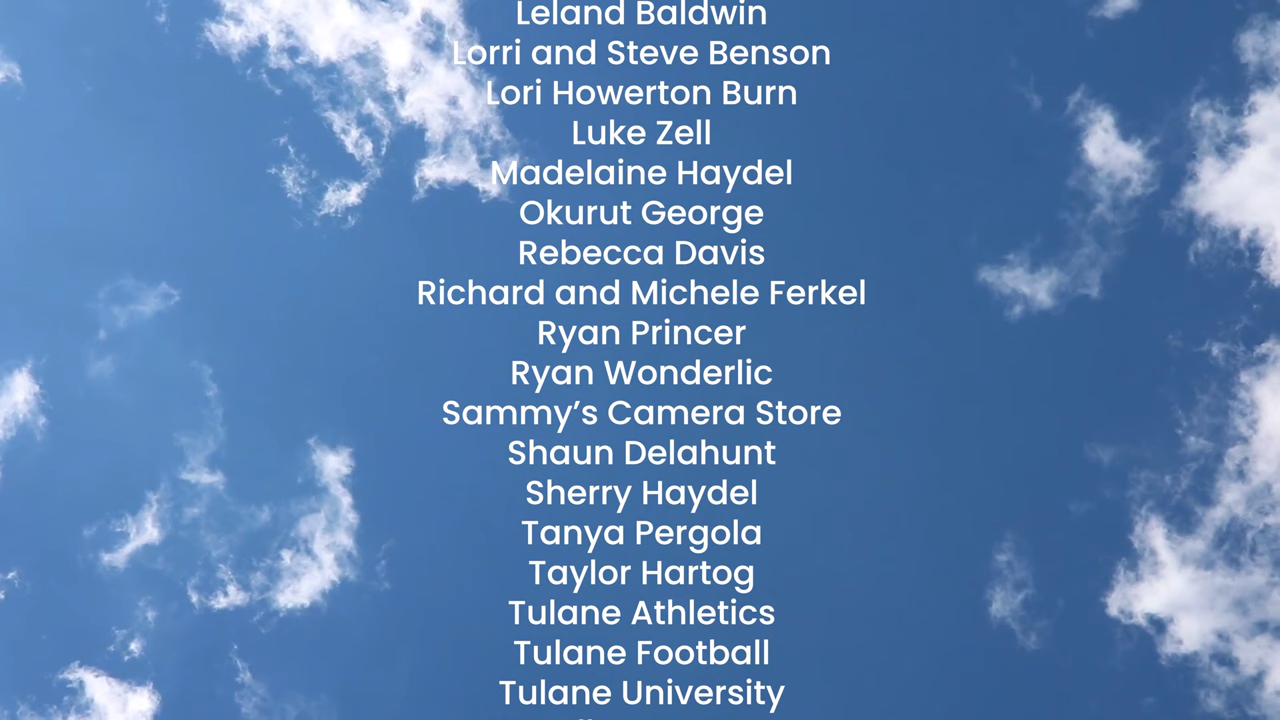 Leland Baldwin
Lorri and Steve Benson
Lori Howerton Burn
Luke Zell
Madelaine Haydel
Okurut George
Rebecca Davis
Richard and Michele Ferkel
Ryan Princer
Ryan Wonderlic
Sammy’s Camera Store
Shaun Delahunt
Sherry Haydel
Tanya Pergola
Taylor Hartog
Tulane Athletics
Tulane Football
Tulane University